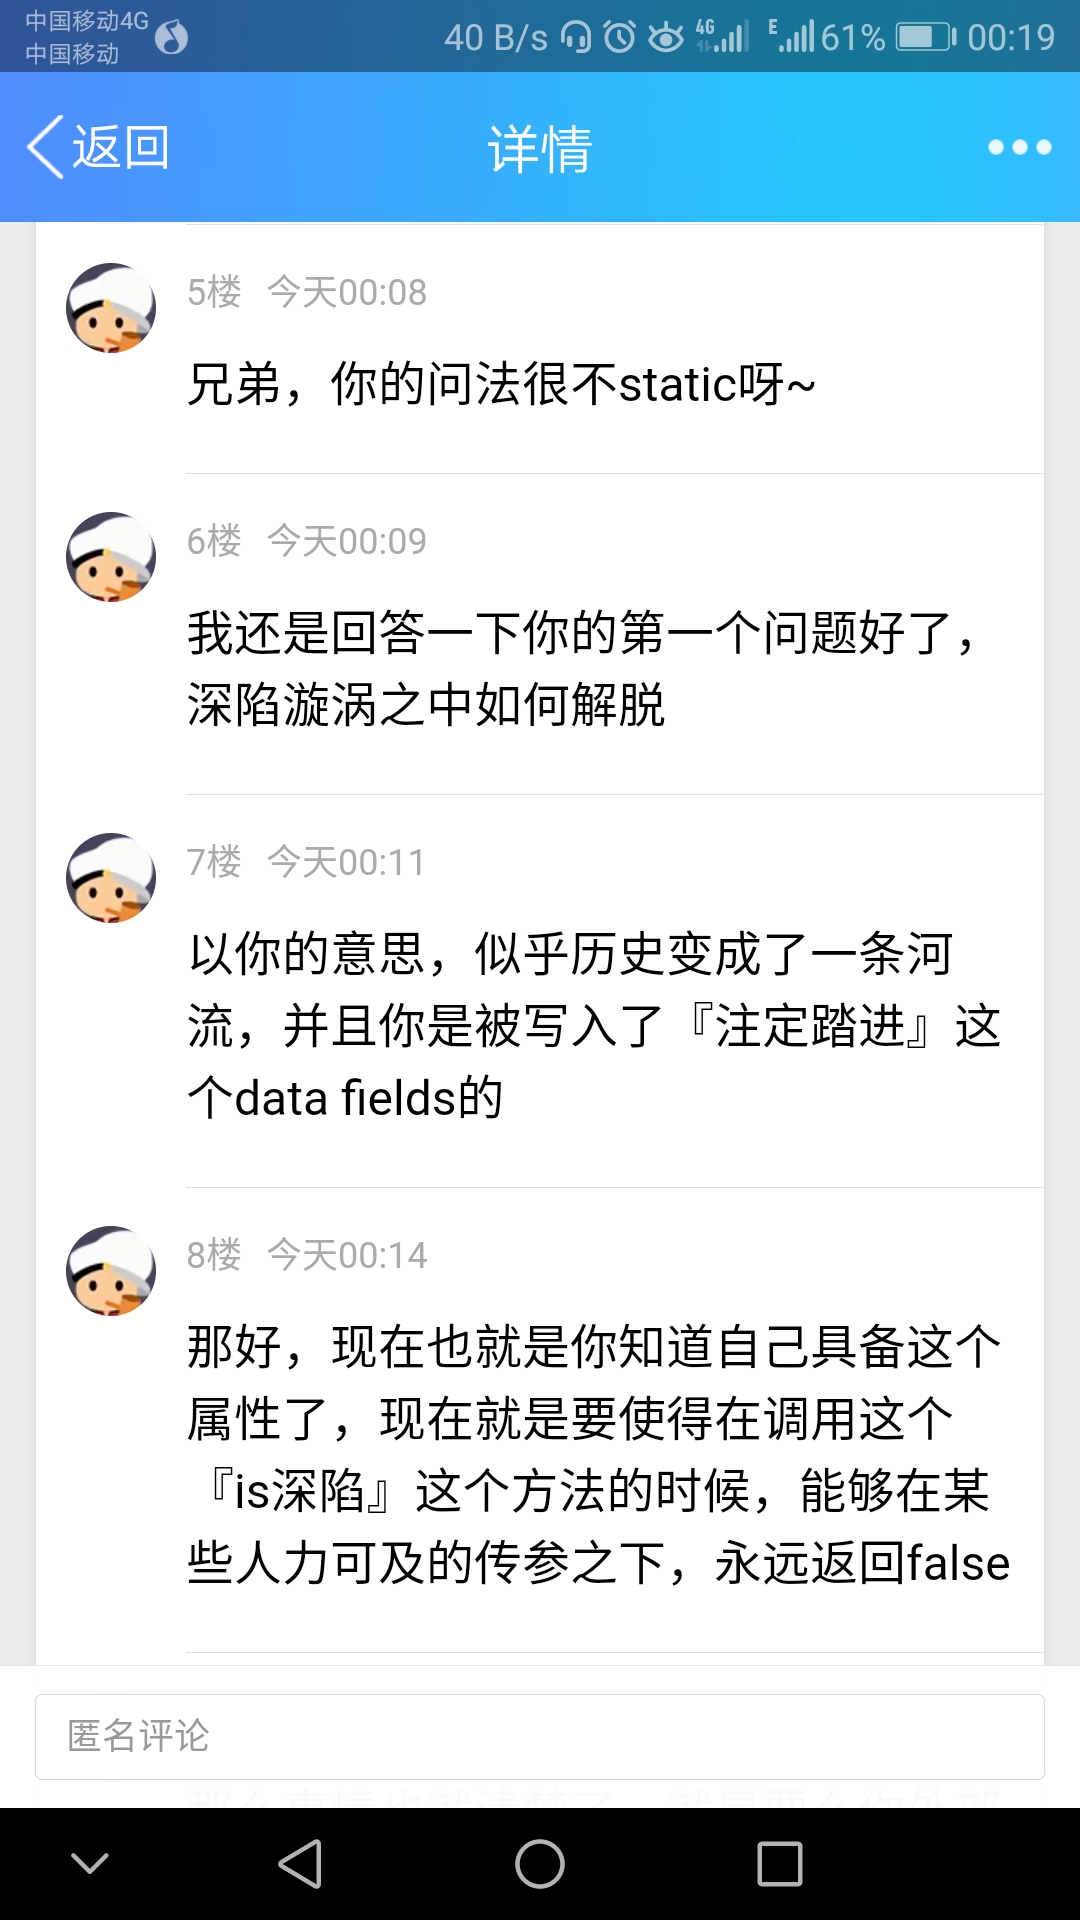 中国移动4G
中国移动
40 B/s 4G E 61% 00:19
返回 详情
5楼 今天00:08
兄弟，你的问法很不static呀~
6楼 今天00:09
我还是回答一下你的第一个问题好了，
深陷漩涡之中如何解脱
7楼 今天00:11
以你的意思，似乎历史变成了一条河
流，并且你是被写入了『注定踏进』这
个data fields的
8楼 今天00:14
那好，现在也就是你知道自己具备这个
属性了，现在就是要使得在调用这个
『is深陷』这个方法的时候，能够在某
些人力可及的传参之下，永远返回false
匿名评论